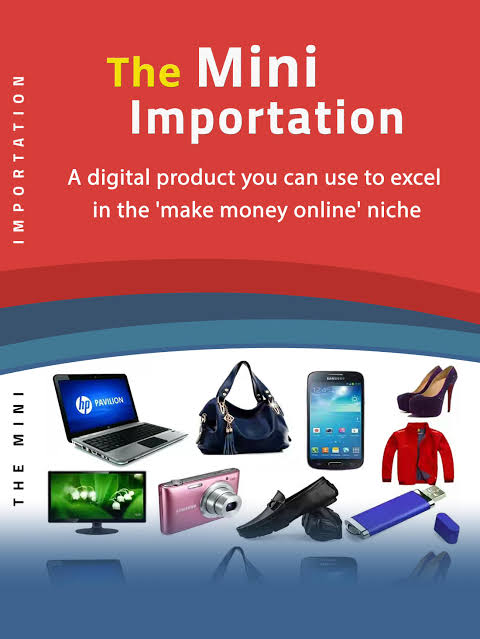 The Mini
Importation
A digital product you can use to excel
in the 'make money online' niche
IMPORTATION
THE MINI
hp PAVILION
SAMSUNG